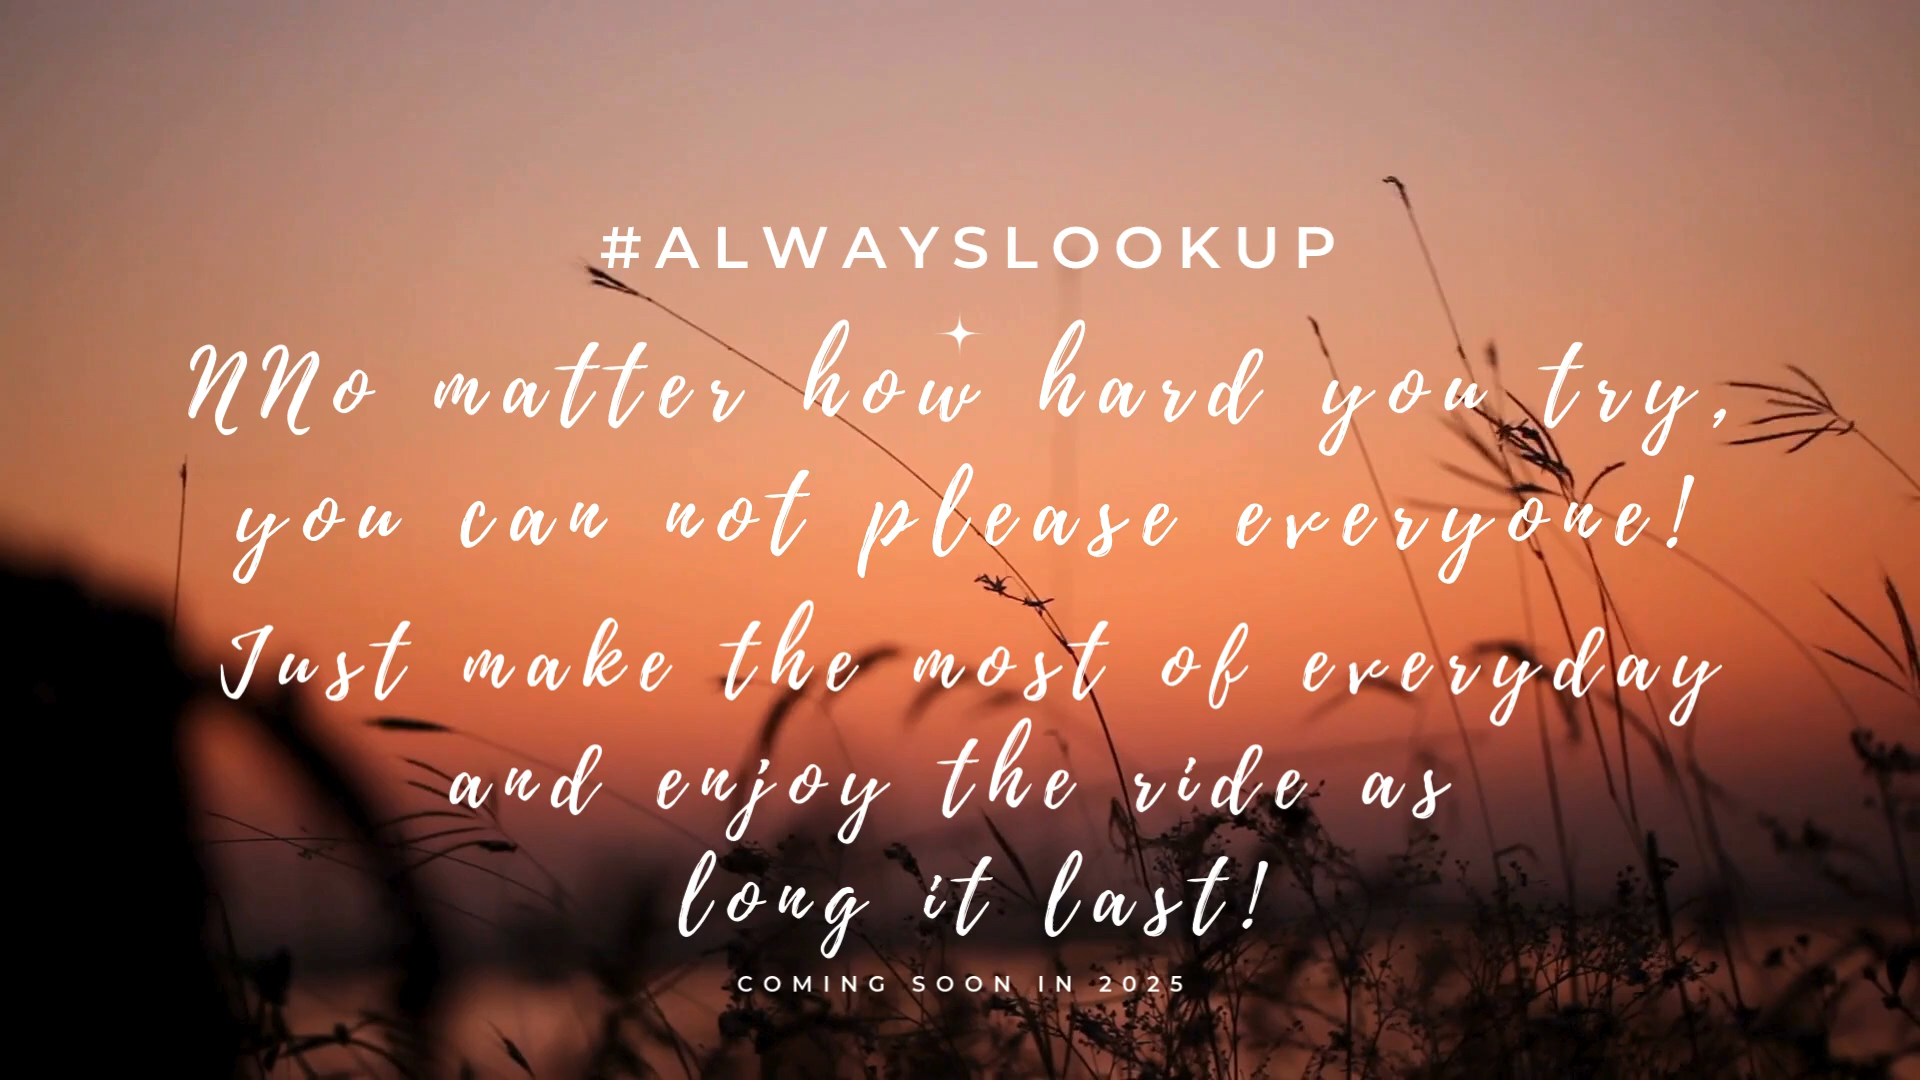 #ALWAYSLOOKUP
NNo matter how hard you try,
you can not please everyone!
Just make the most of everyday
and enjoy the ride as
long it last!
COMING SOON IN 2025